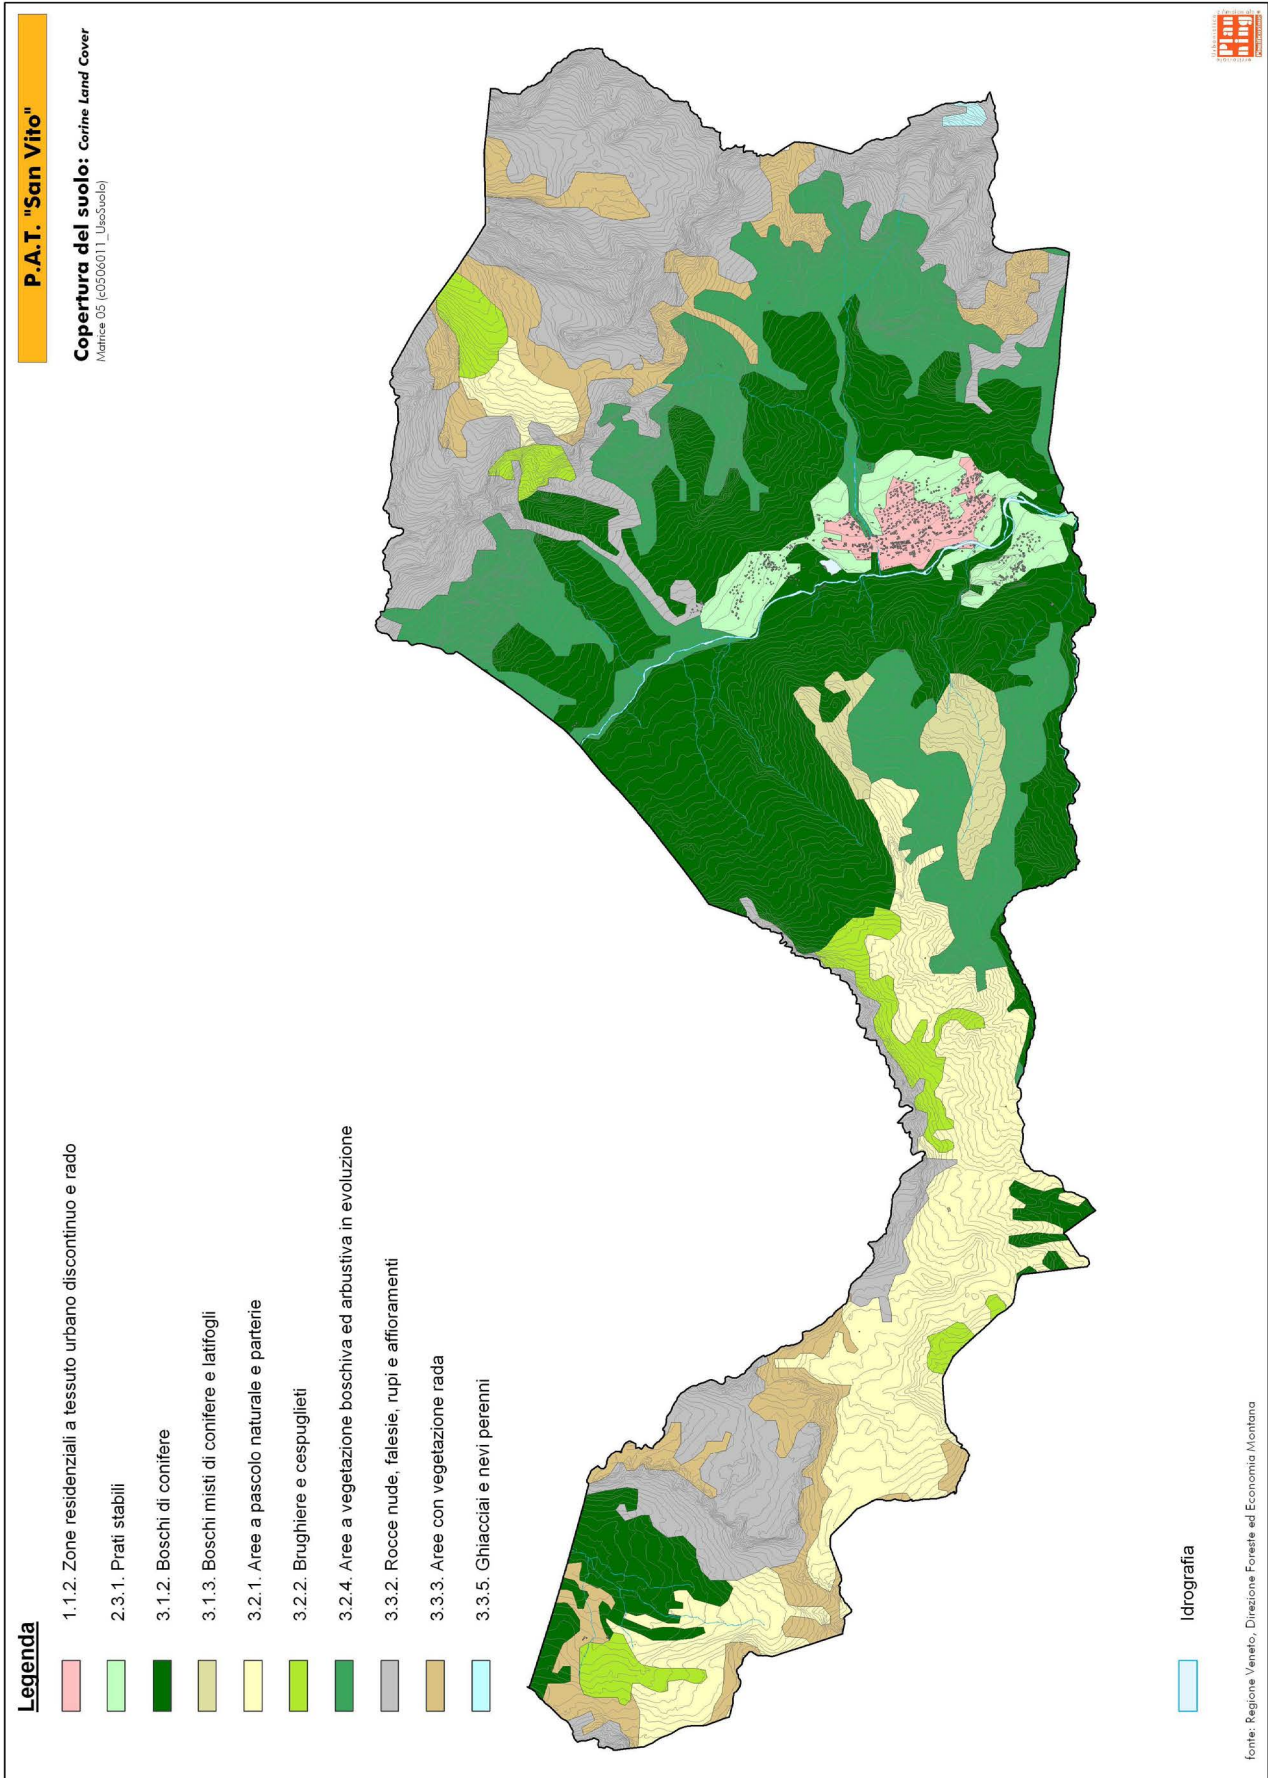 P.A.T. "San Vito"
Copertura del suolo: Corine Land Cover
Matrice 05 (c0506011_UsoSuolo)
Legenda
1.1.2. Zone residenziali a tessuto urbano discontinuo e rado
2.3.1. Prati stabili
3.1.2. Boschi di conifere
3.1.3. Boschi misti di conifere e latifogli
3.2.1. Aree a pascolo naturale e parterie
3.2.2. Brughiere e cespuglieti
3.2.4. Aree a vegetazione boschiva ed arbustiva in evoluzione
3.3.2. Rocce nude, falesie, rupi e affioramenti
3.3.3. Aree con vegetazione rada
3.3.5. Ghiacciai e nevi perenni
Idrografia
fonte: Regione Veneto, Direzione Foreste ed Economia Montana
Plan
ning